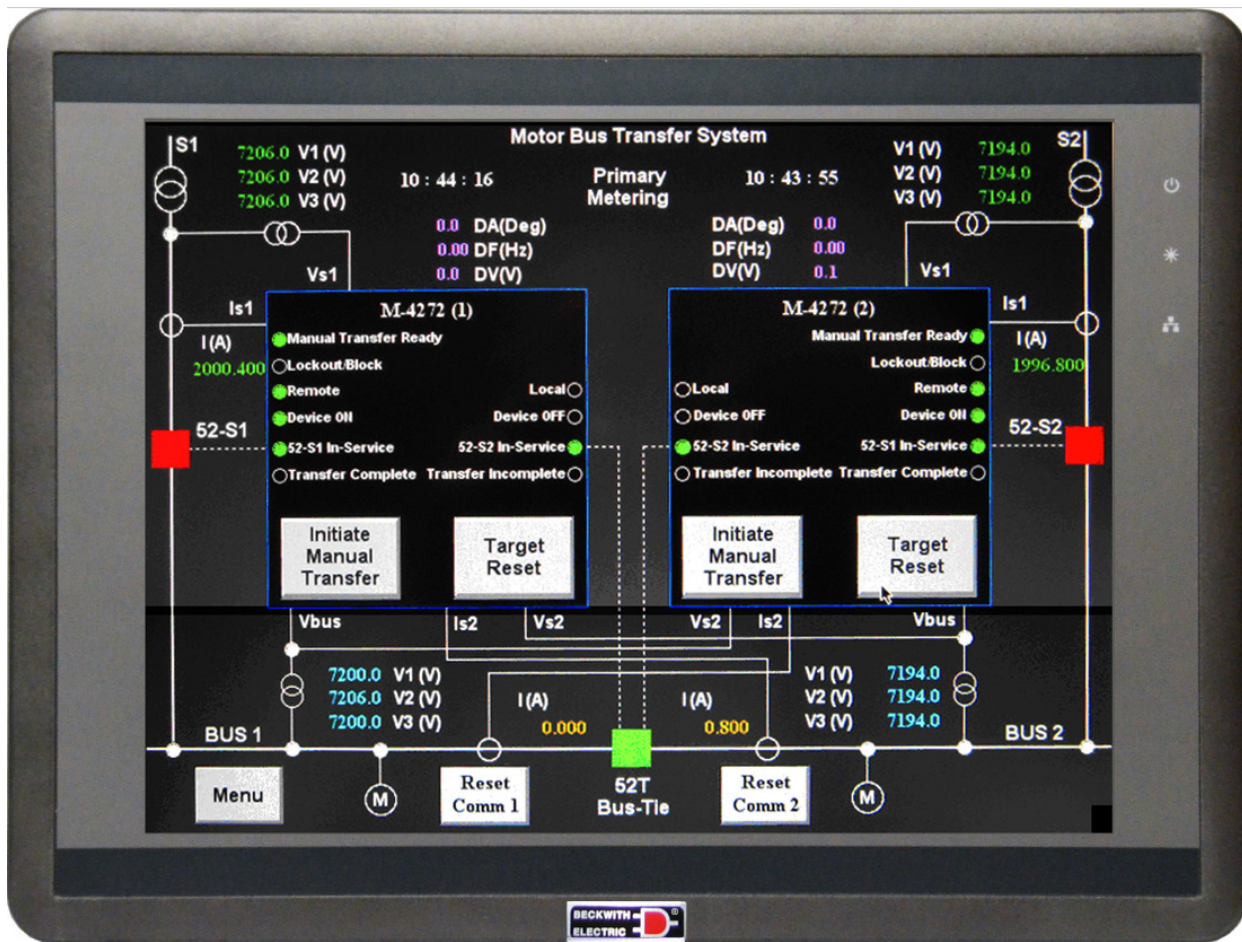 Motor Bus Transfer System
S1
7206.0 V1 (V)
7206.0 V2 (V)
7206.0 V3 (V)
10 : 44 : 16
Primary
Metering
10 : 43 : 55
V1 (V) 7194.0
V2 (V) 7194.0
V3 (V) 7194.0
S2
0.0 DA(Deg)
0.00 DF(Hz)
0.0 DV(V)
DA(Deg) 0.0
DF(Hz) 0.00
DV(V) 0.1
Vs1
Vs1
Is1
I (A)
2000.400
52-S1
M-4272 (1)
Manual Transfer Ready
Lockout/Block
Remote Local
Device ON Device OFF
52-S1 In-Service 52-S2 In-Service
Transfer Complete Transfer Incomplete
Initiate
Manual
Transfer
Target
Reset
M-4272 (2)
Manual Transfer Ready
Lockout/Block
Local Remote
Device OFF Device ON
52-S2 In-Service 52-S1 In-Service
Transfer Incomplete Transfer Complete
Initiate
Manual
Transfer
Target
Reset
Is1
I (A)
1996.800
52-S2
Vbus Is2 Vs2
Vs2 Is2 Vbus
7200.0 V1 (V)
7206.0 V2 (V)
7200.0 V3 (V)
I (A)
0.000
I (A)
0.800
V1 (V) 7194.0
V2 (V) 7194.0
V3 (V) 7194.0
BUS 1
BUS 2
Menu
M
Reset
Comm 1
52T
Bus-Tie
Reset
Comm 2
M
BECKWITH
ELECTRIC
®